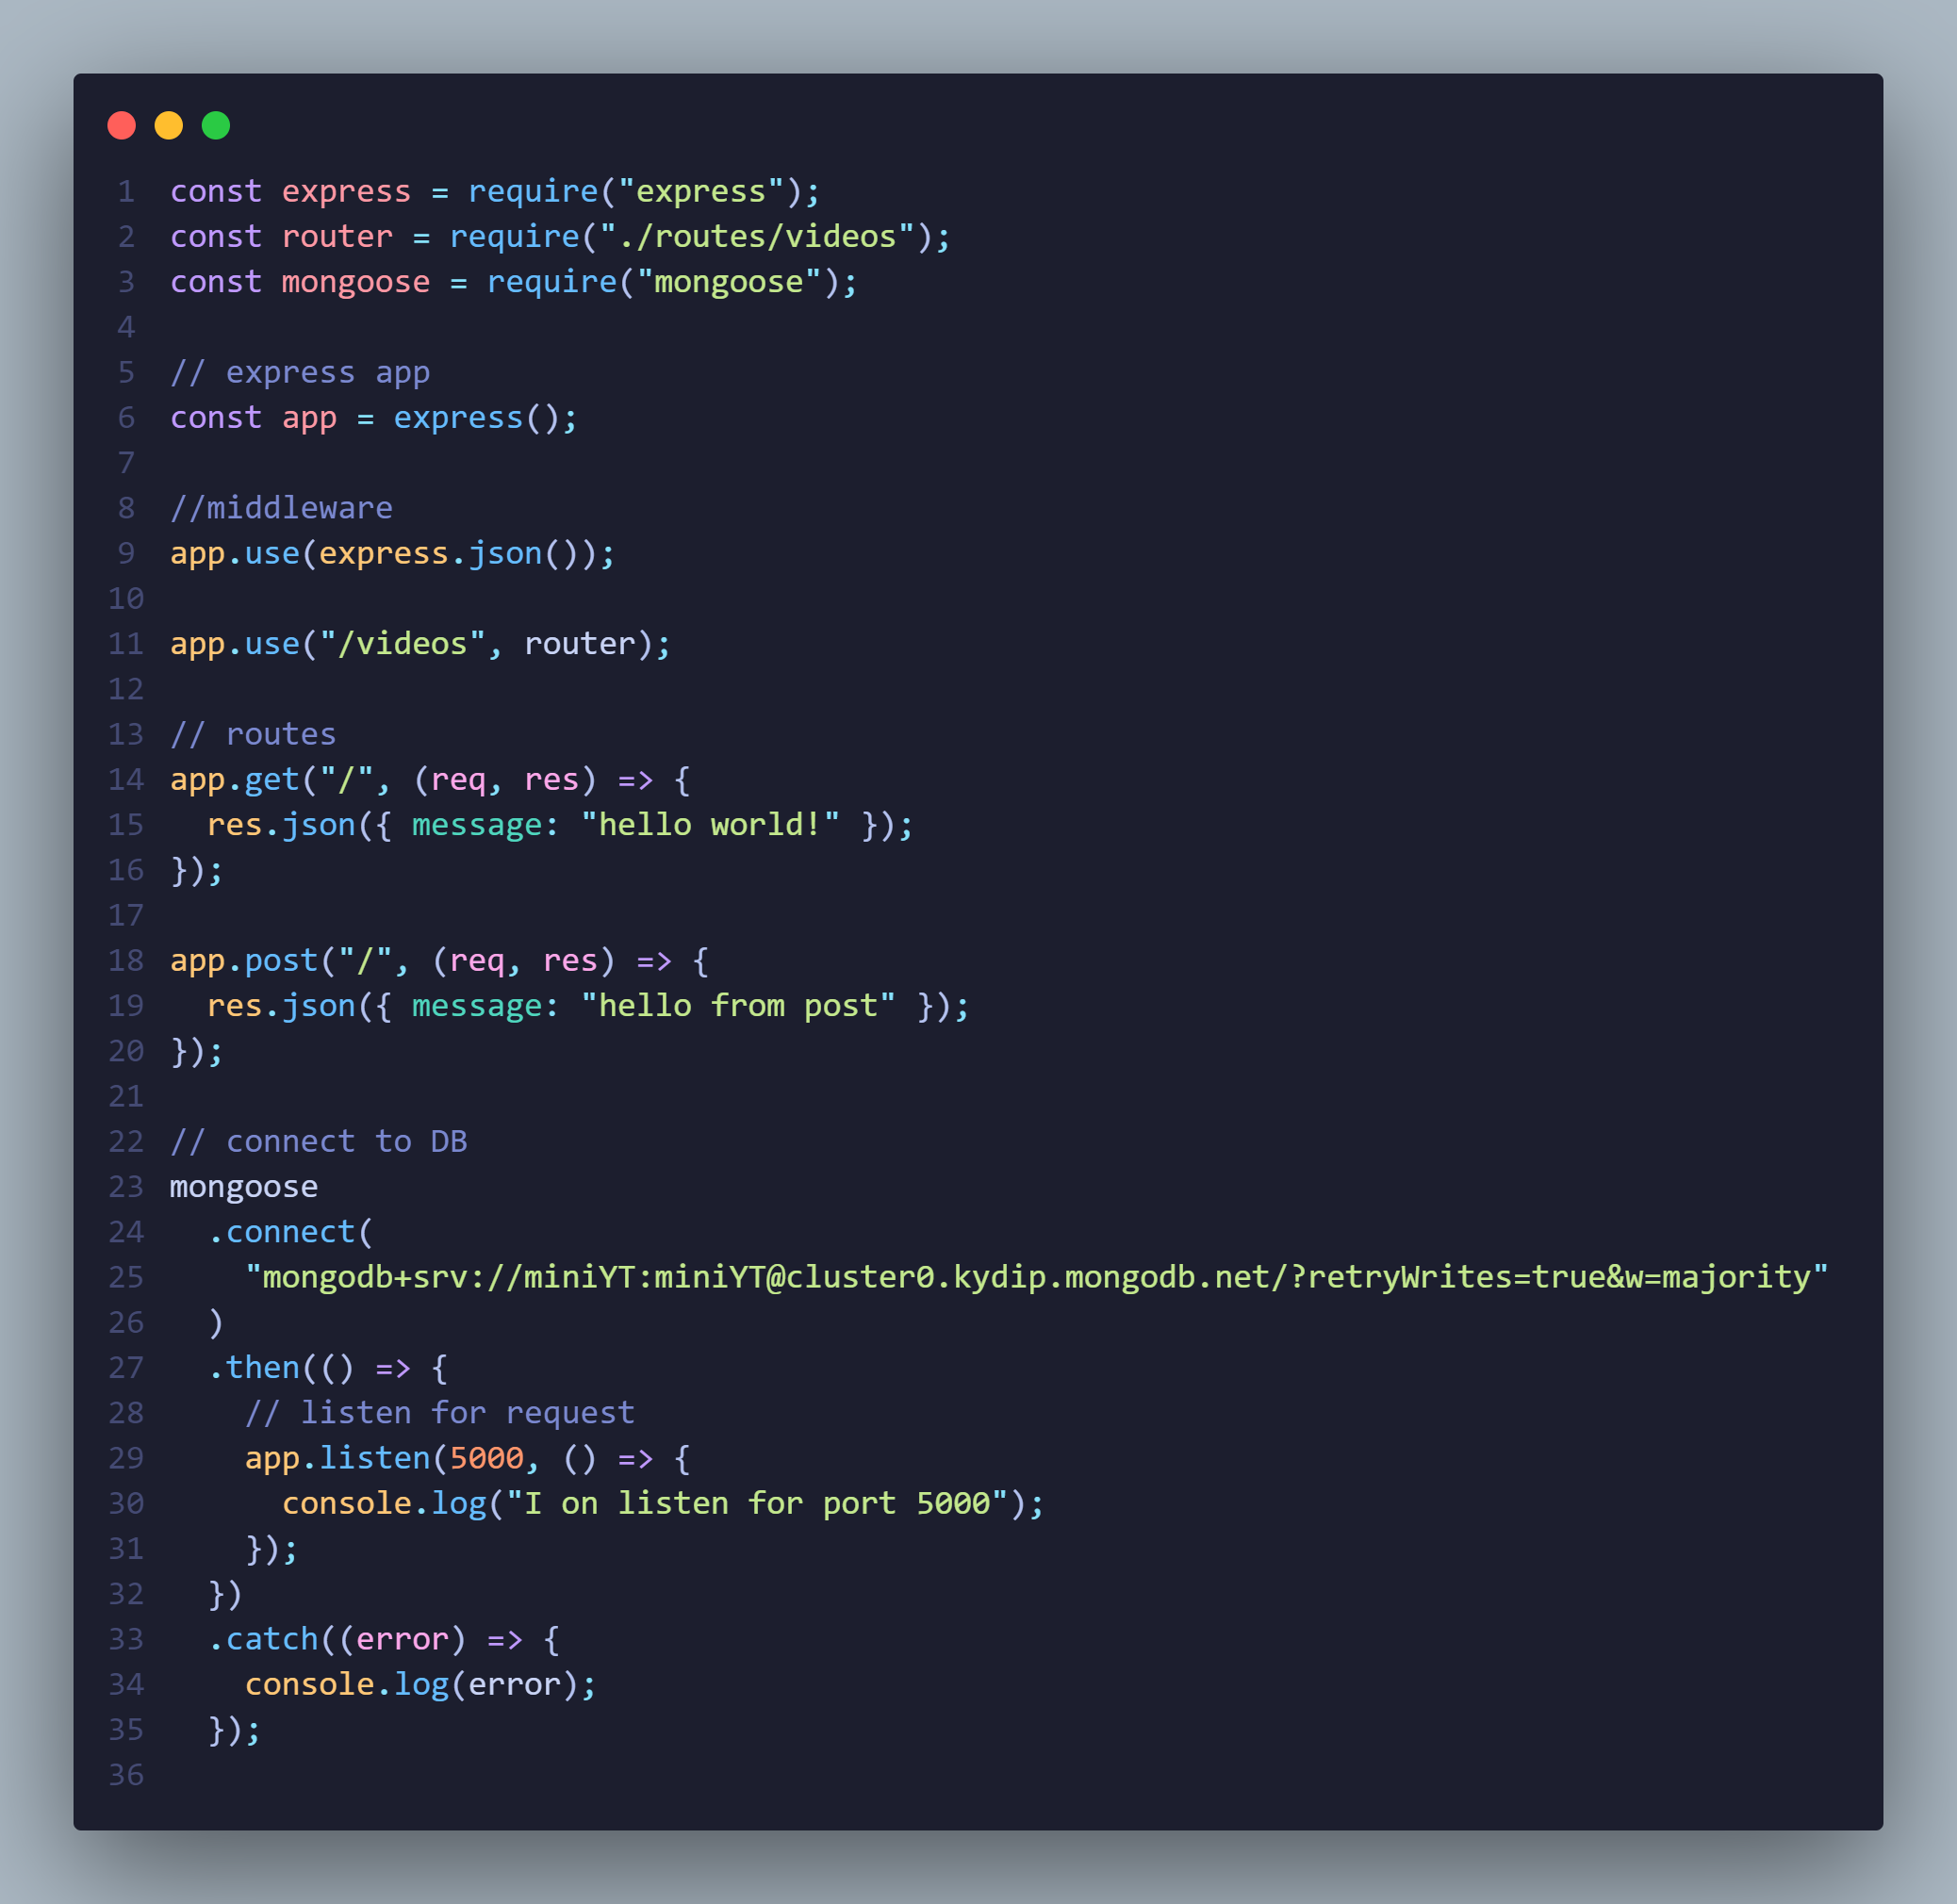 1 const express = require("express");
2 const router = require("./routes/videos");
3 const mongoose = require("mongoose");
4
5 // express app
6 const app = express();
7
8 //middleware
9 app.use(express.json());
10
11 app.use("/videos", router);
12
13 // routes
14 app.get("/", (req, res) => {
15   res.json({ message: "hello world!" });
16 });
17
18 app.post("/", (req, res) => {
19   res.json({ message: "hello from post" });
20 });
21
22 // connect to DB
23 mongoose
24   .connect(
25     "mongodb+srv://miniYT:miniYT@cluster0.kydip.mongodb.net/?retryWrites=true&w=majority"
26   )
27   .then(() => {
28     // listen for request
29     app.listen(5000, () => {
30       console.log("I on listen for port 5000");
31     });
32   })
33   .catch((error) => {
34     console.log(error);
35   });
36